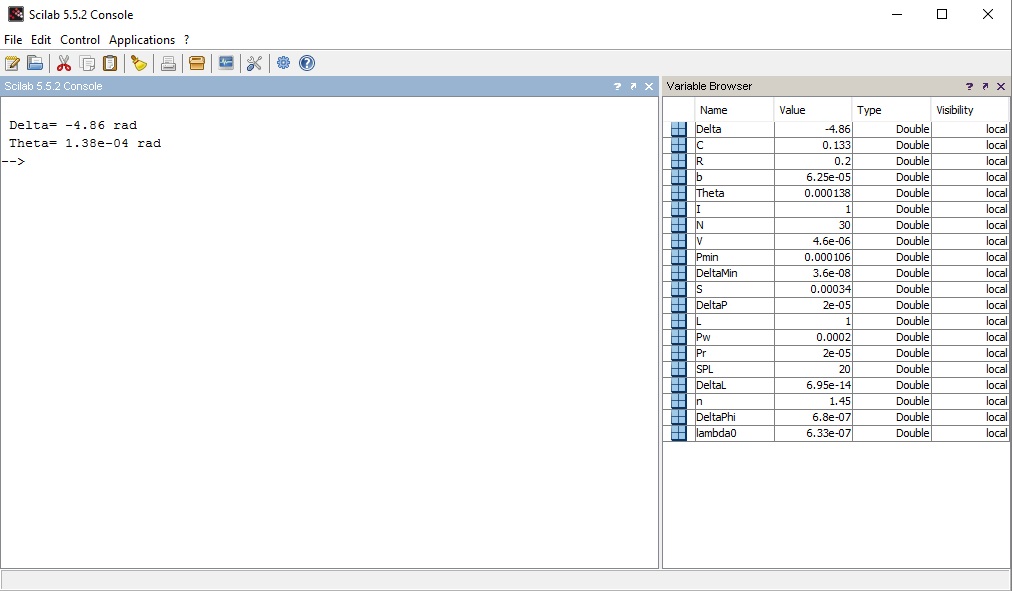 Scilab 5.5.2 Console
File Edit Control Applications ?
Scilab 5.5.2 Console
Delta= -4.86 rad
Theta= 1.38e-04 rad
-->
Variable Browser
Name Value Type Visibility
Delta -4.86 Double local
C 0.133 Double local
R 0.2 Double local
b 6.25e-05 Double local
Theta 0.000138 Double local
I 1 Double local
N 30 Double local
V 4.6e-06 Double local
Pmin 0.000106 Double local
DeltaMin 3.6e-08 Double local
S 0.00034 Double local
DeltaP 2e-05 Double local
L 1 Double local
Pw 0.0002 Double local
Pr 2e-05 Double local
SPL 20 Double local
DeltaL 6.95e-14 Double local
n 1.45 Double local
DeltaPhi 6.8e-07 Double local
lambda0 6.33e-07 Double local